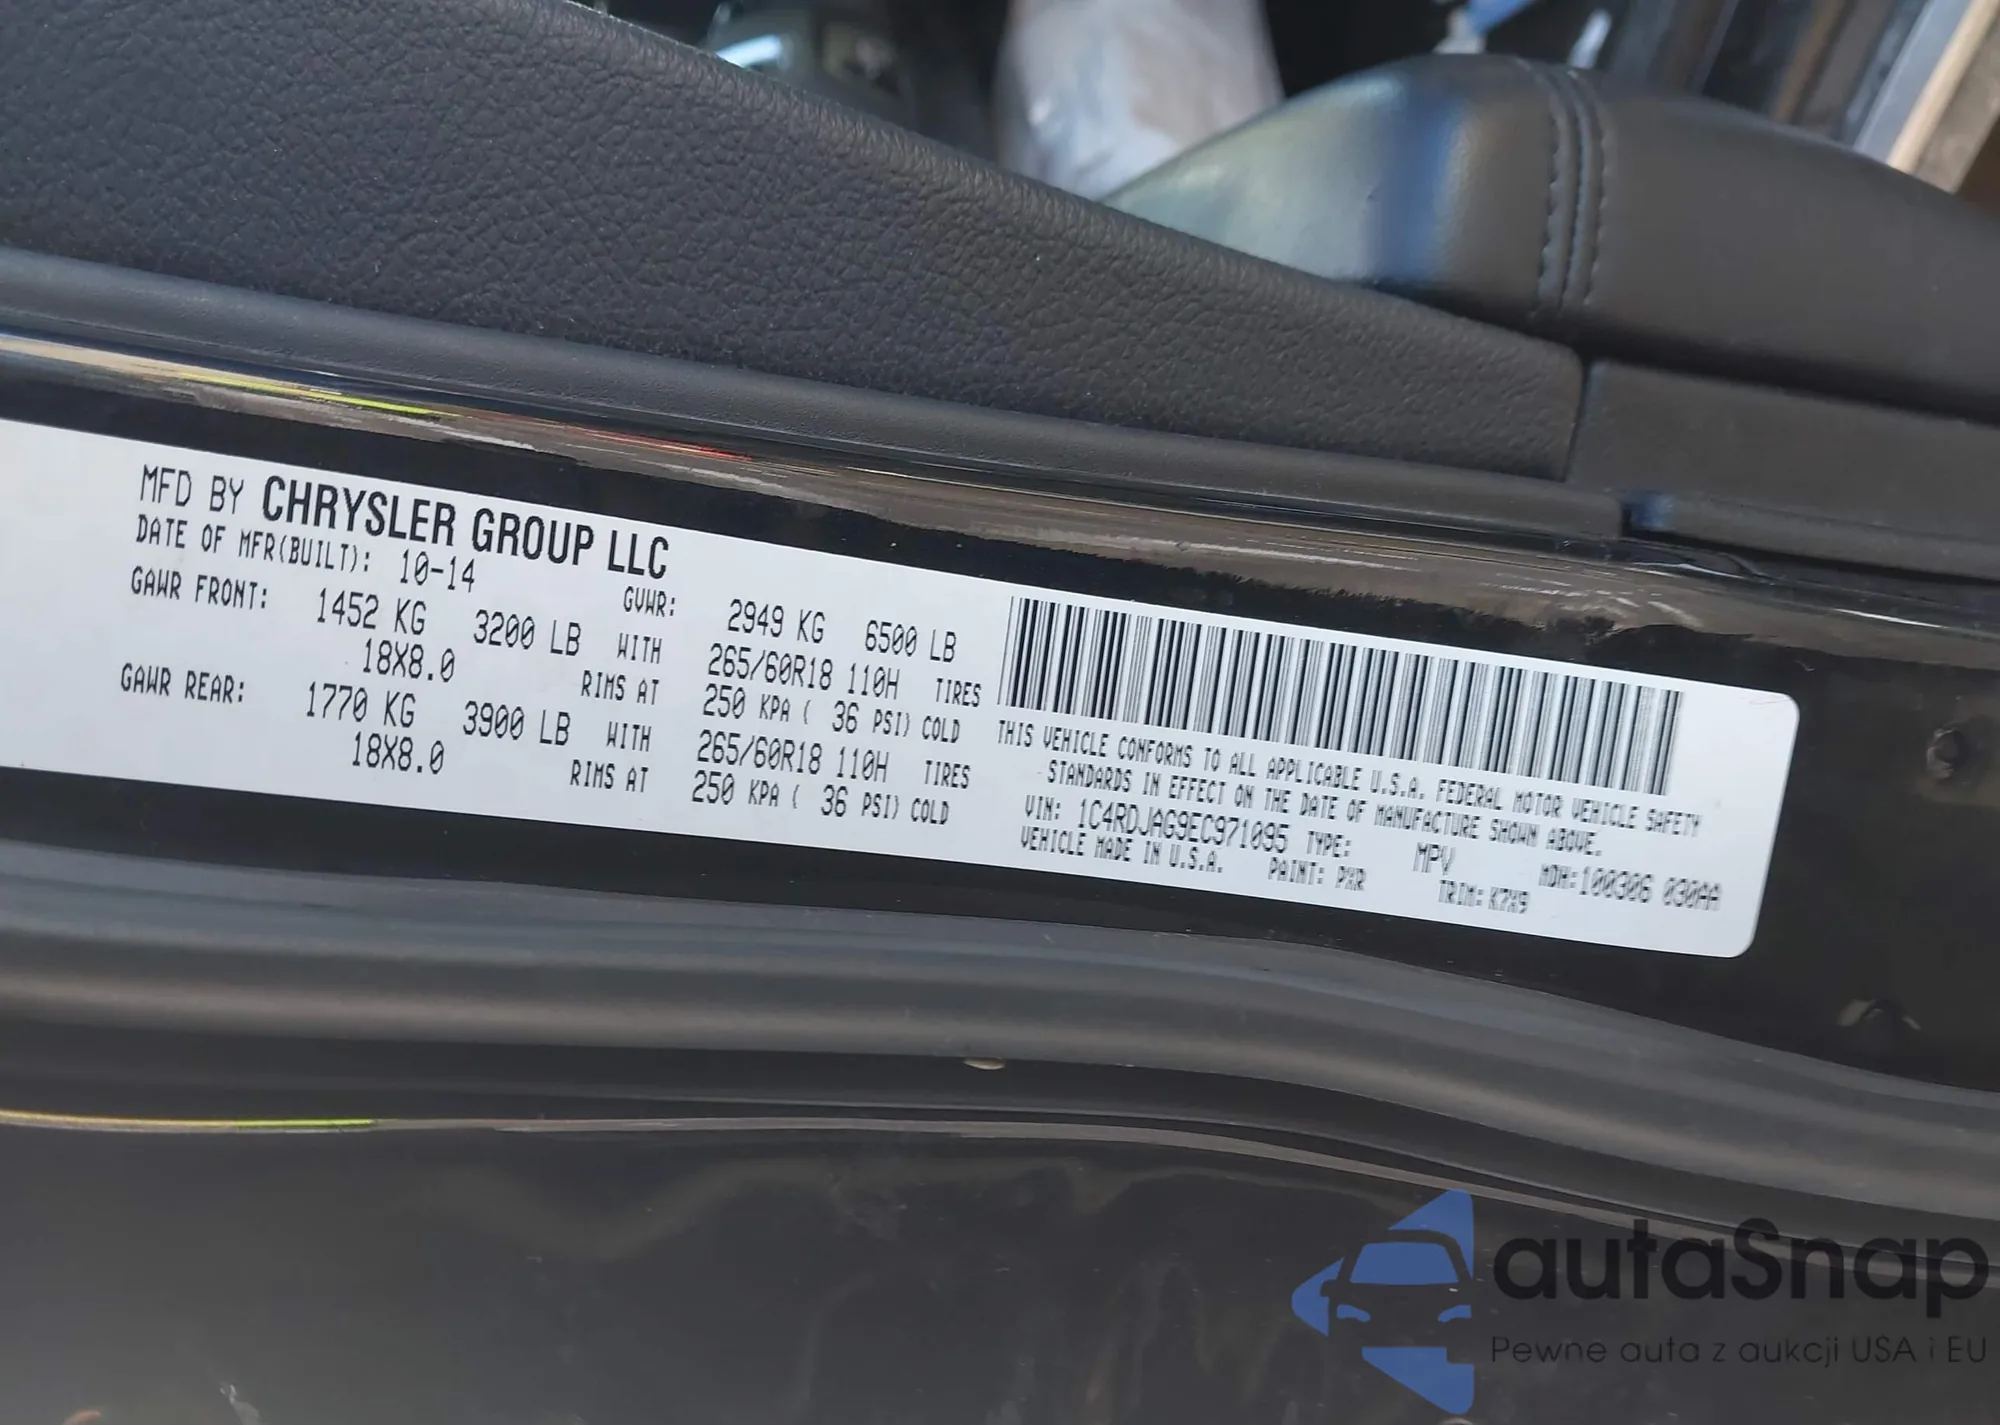 MFD BY CHRYSLER GROUP LLC
DATE OF MFR(BUILT): 10-14 GVWR: 2949 KG 6500 LB
GAWR FRONT: 1452 KG 3200 LB WITH 265/60R18 110H TIRES
18X8.0 RIMS AT 250 KPA ( 36 PSI) COLD
GAWR REAR: 1770 KG 3900 LB WITH 265/60R18 110H TIRES
18X8.0 RIMS AT 250 KPA ( 36 PSI) COLD
THIS VEHICLE CONFORMS TO ALL APPLICABLE U.S.A. FEDERAL MOTOR VEHICLE SAFETY
STANDARDS IN EFFECT ON THE DATE OF MANUFACTURE SHOWN ABOVE.
VIN: 1C4RDJAG9EC971095 TYPE: MPV MDH:100306 030AA
VEHICLE MADE IN U.S.A. PAINT: PXR TRIM: K7X9
autaSnap
Pewne auta z aukcji USA i EU